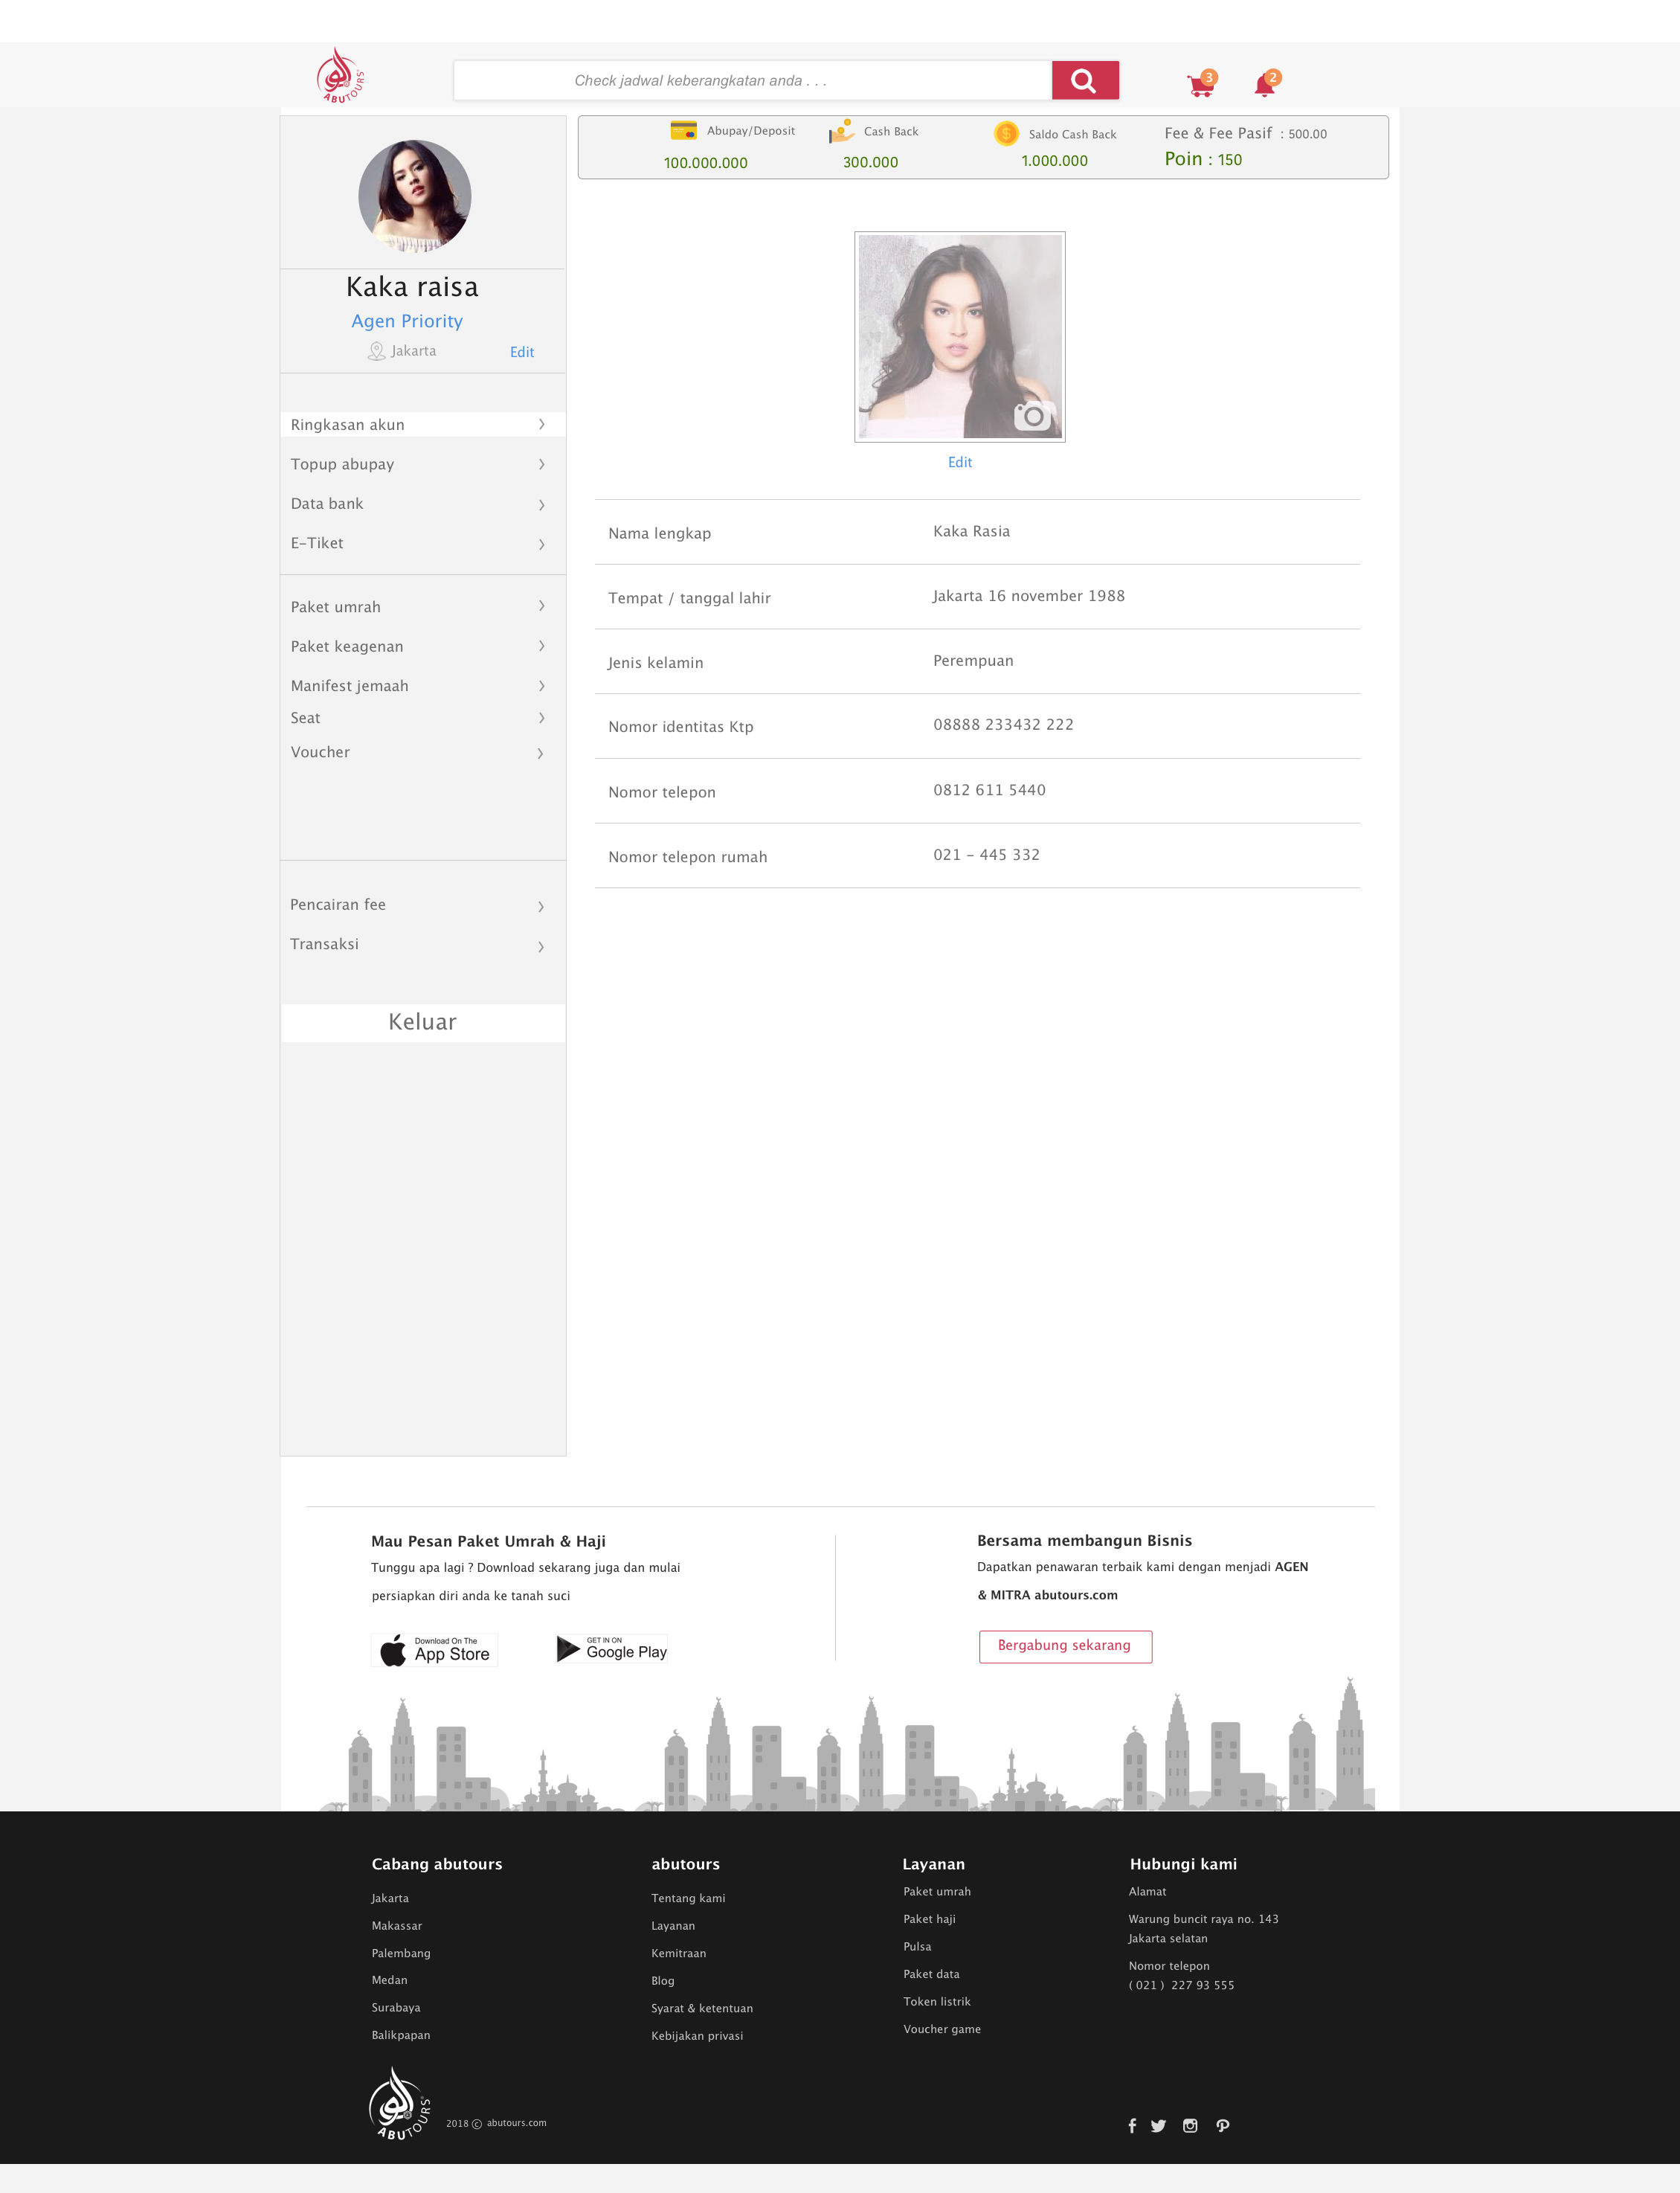 ABUTOURS
Check jadwal keberangkatan anda . . .
3
2
Abupay/Deposit
100.000.000
Cash Back
300.000
Saldo Cash Back
1.000.000
Fee & Fee Pasif : 500.00
Poin : 150
Kaka raisa
Agen Priority
Jakarta
Edit
Ringkasan akun
Topup abupay
Data bank
E-Tiket
Paket umrah
Paket keagenan
Manifest jemaah
Seat
Voucher
Pencairan fee
Transaksi
Keluar
Edit
Nama lengkap Kaka Rasia
Tempat / tanggal lahir Jakarta 16 november 1988
Jenis kelamin Perempuan
Nomor identitas Ktp 08888 233432 222
Nomor telepon 0812 611 5440
Nomor telepon rumah 021 - 445 332
Mau Pesan Paket Umrah & Haji
Tunggu apa lagi ? Download sekarang juga dan mulai
persiapkan diri anda ke tanah suci
Download On The
App Store
GET IN ON
Google Play
Bersama membangun Bisnis
Dapatkan penawaran terbaik kami dengan menjadi AGEN
& MITRA abutours.com
Bergabung sekarang
Cabang abutours
Jakarta
Makassar
Palembang
Medan
Surabaya
Balikpapan
abutours
Tentang kami
Layanan
Kemitraan
Blog
Syarat & ketentuan
Kebijakan privasi
Layanan
Paket umrah
Paket haji
Pulsa
Paket data
Token listrik
Voucher game
Hubungi kami
Alamat
Warung buncit raya no. 143
Jakarta selatan
Nomor telepon
( 021 ) 227 93 555
ABUTOURS
2018 © abutours.com